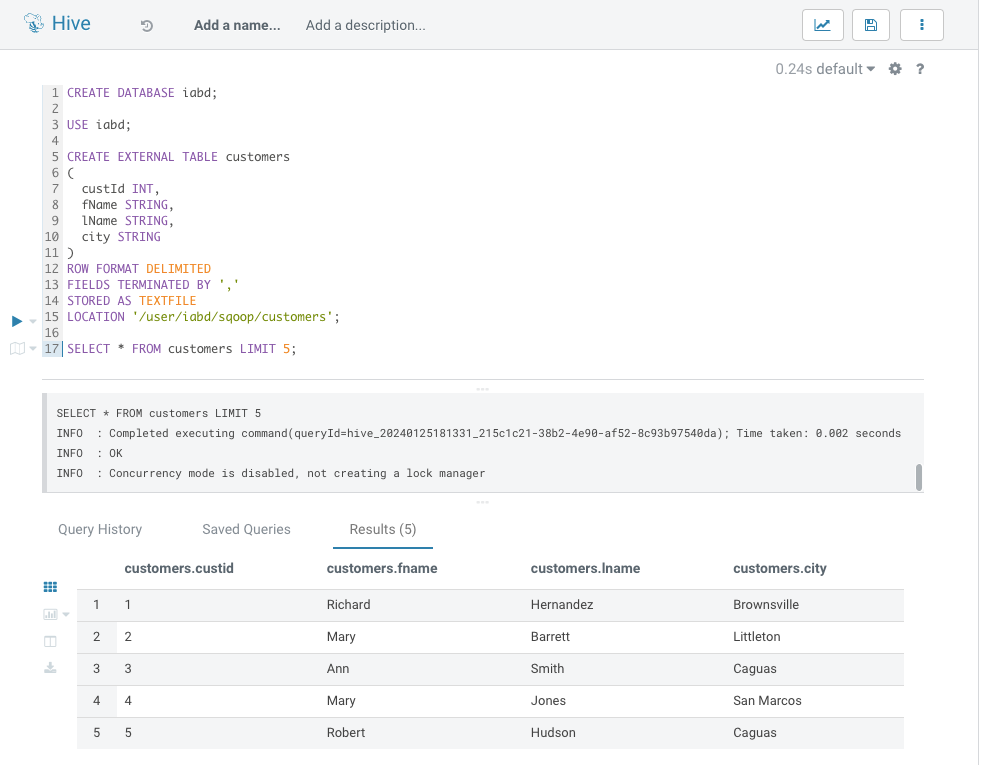 Hive Add a name... Add a description...
0.24s default ?
1 CREATE DATABASE iabd;
2
3 USE iabd;
4
5 CREATE EXTERNAL TABLE customers
6 (
7 custId INT,
8 fName STRING,
9 lName STRING,
10 city STRING
11 )
12 ROW FORMAT DELIMITED
13 FIELDS TERMINATED BY ','
14 STORED AS TEXTFILE
15 LOCATION '/user/iabd/sqoop/customers';
16
17 SELECT * FROM customers LIMIT 5;
SELECT * FROM customers LIMIT 5
INFO : Completed executing command(queryId=hive_20240125181331_215c1c21-38b2-4e90-af52-8c93b97540da); Time taken: 0.002 seconds
INFO : OK
INFO : Concurrency mode is disabled, not creating a lock manager
Query History Saved Queries Results (5)
customers.custid customers.fname customers.lname customers.city
1 1 Richard Hernandez Brownsville
2 2 Mary Barrett Littleton
3 3 Ann Smith Caguas
4 4 Mary Jones San Marcos
5 5 Robert Hudson Caguas